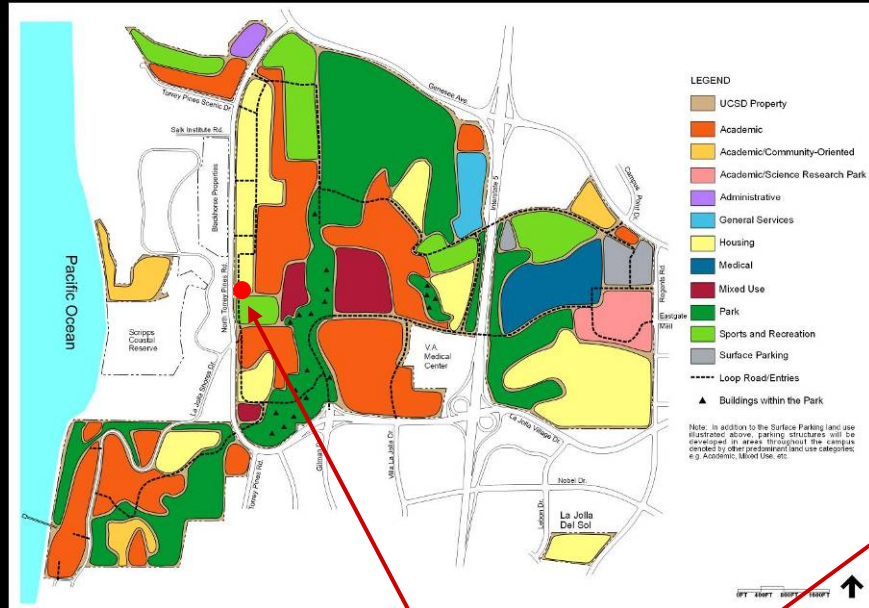 Genesee Ave.
Torrey Pines Scenic Dr.
Salk Institute Rd.
Blackhorse Properties
North Torrey Pines Rd.
Pacific Ocean
Scripps
Coastal
Reserve
La Jolla Shores Dr.
Torrey Pines Rd.
Gilman Dr.
Villa La Jolla Dr.
V.A.
Medical
Center
Interstate 5
Campus Point Dr.
Regents Rd.
Eastgate
Mall
La Jolla Village Dr.
Nobel Dr.
Lebon Dr.
La Jolla
Del Sol
LEGEND
UCSD Property
Academic
Academic/Community-Oriented
Academic/Science Research Park
Administrative
General Services
Housing
Medical
Mixed Use
Park
Sports and Recreation
Surface Parking
Loop Road/Entries
Buildings within the Park
Note: In addition to the Surface Parking land use
illustrated above, parking structures will be
developed in areas throughout the campus
denoted by other predominant land use categories;
e.g. Academic, Mixed Use, etc.
0FT 400FT 800FT 1600FT